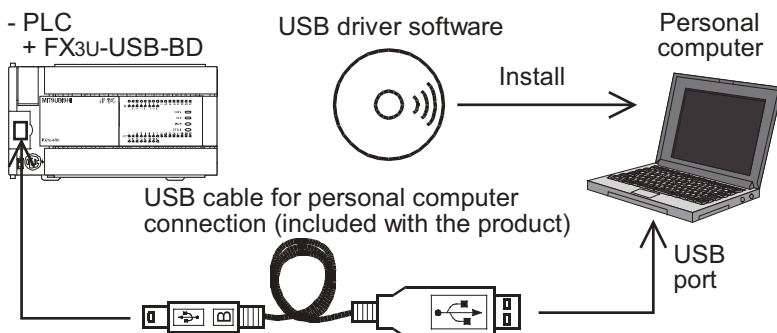 - PLC
+ FX3U-USB-BD
USB driver software
Personal
computer
Install
MITSUBISHI
USB cable for personal computer
connection (included with the product)
USB
port
B